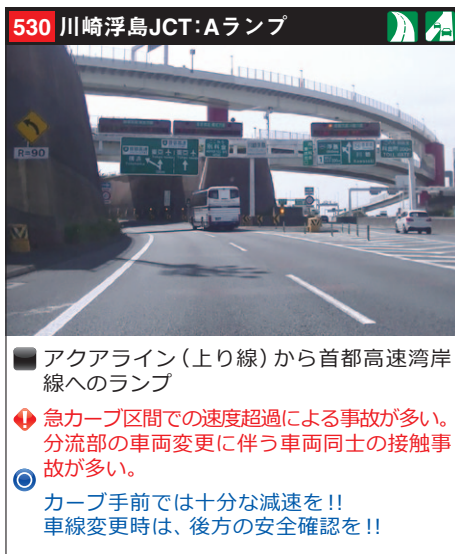 530 川崎浮島JCT:Aランプ
R=90
アクアライン(上り線)から首都高速湾岸
線へのランプ
急カーブ区間での速度超過による事故が多い。
分流部の車両変更に伴う車両同士の接触事
故が多い。
カーブ手前では十分な減速を!!
車線変更時は、後方の安全確認を!!